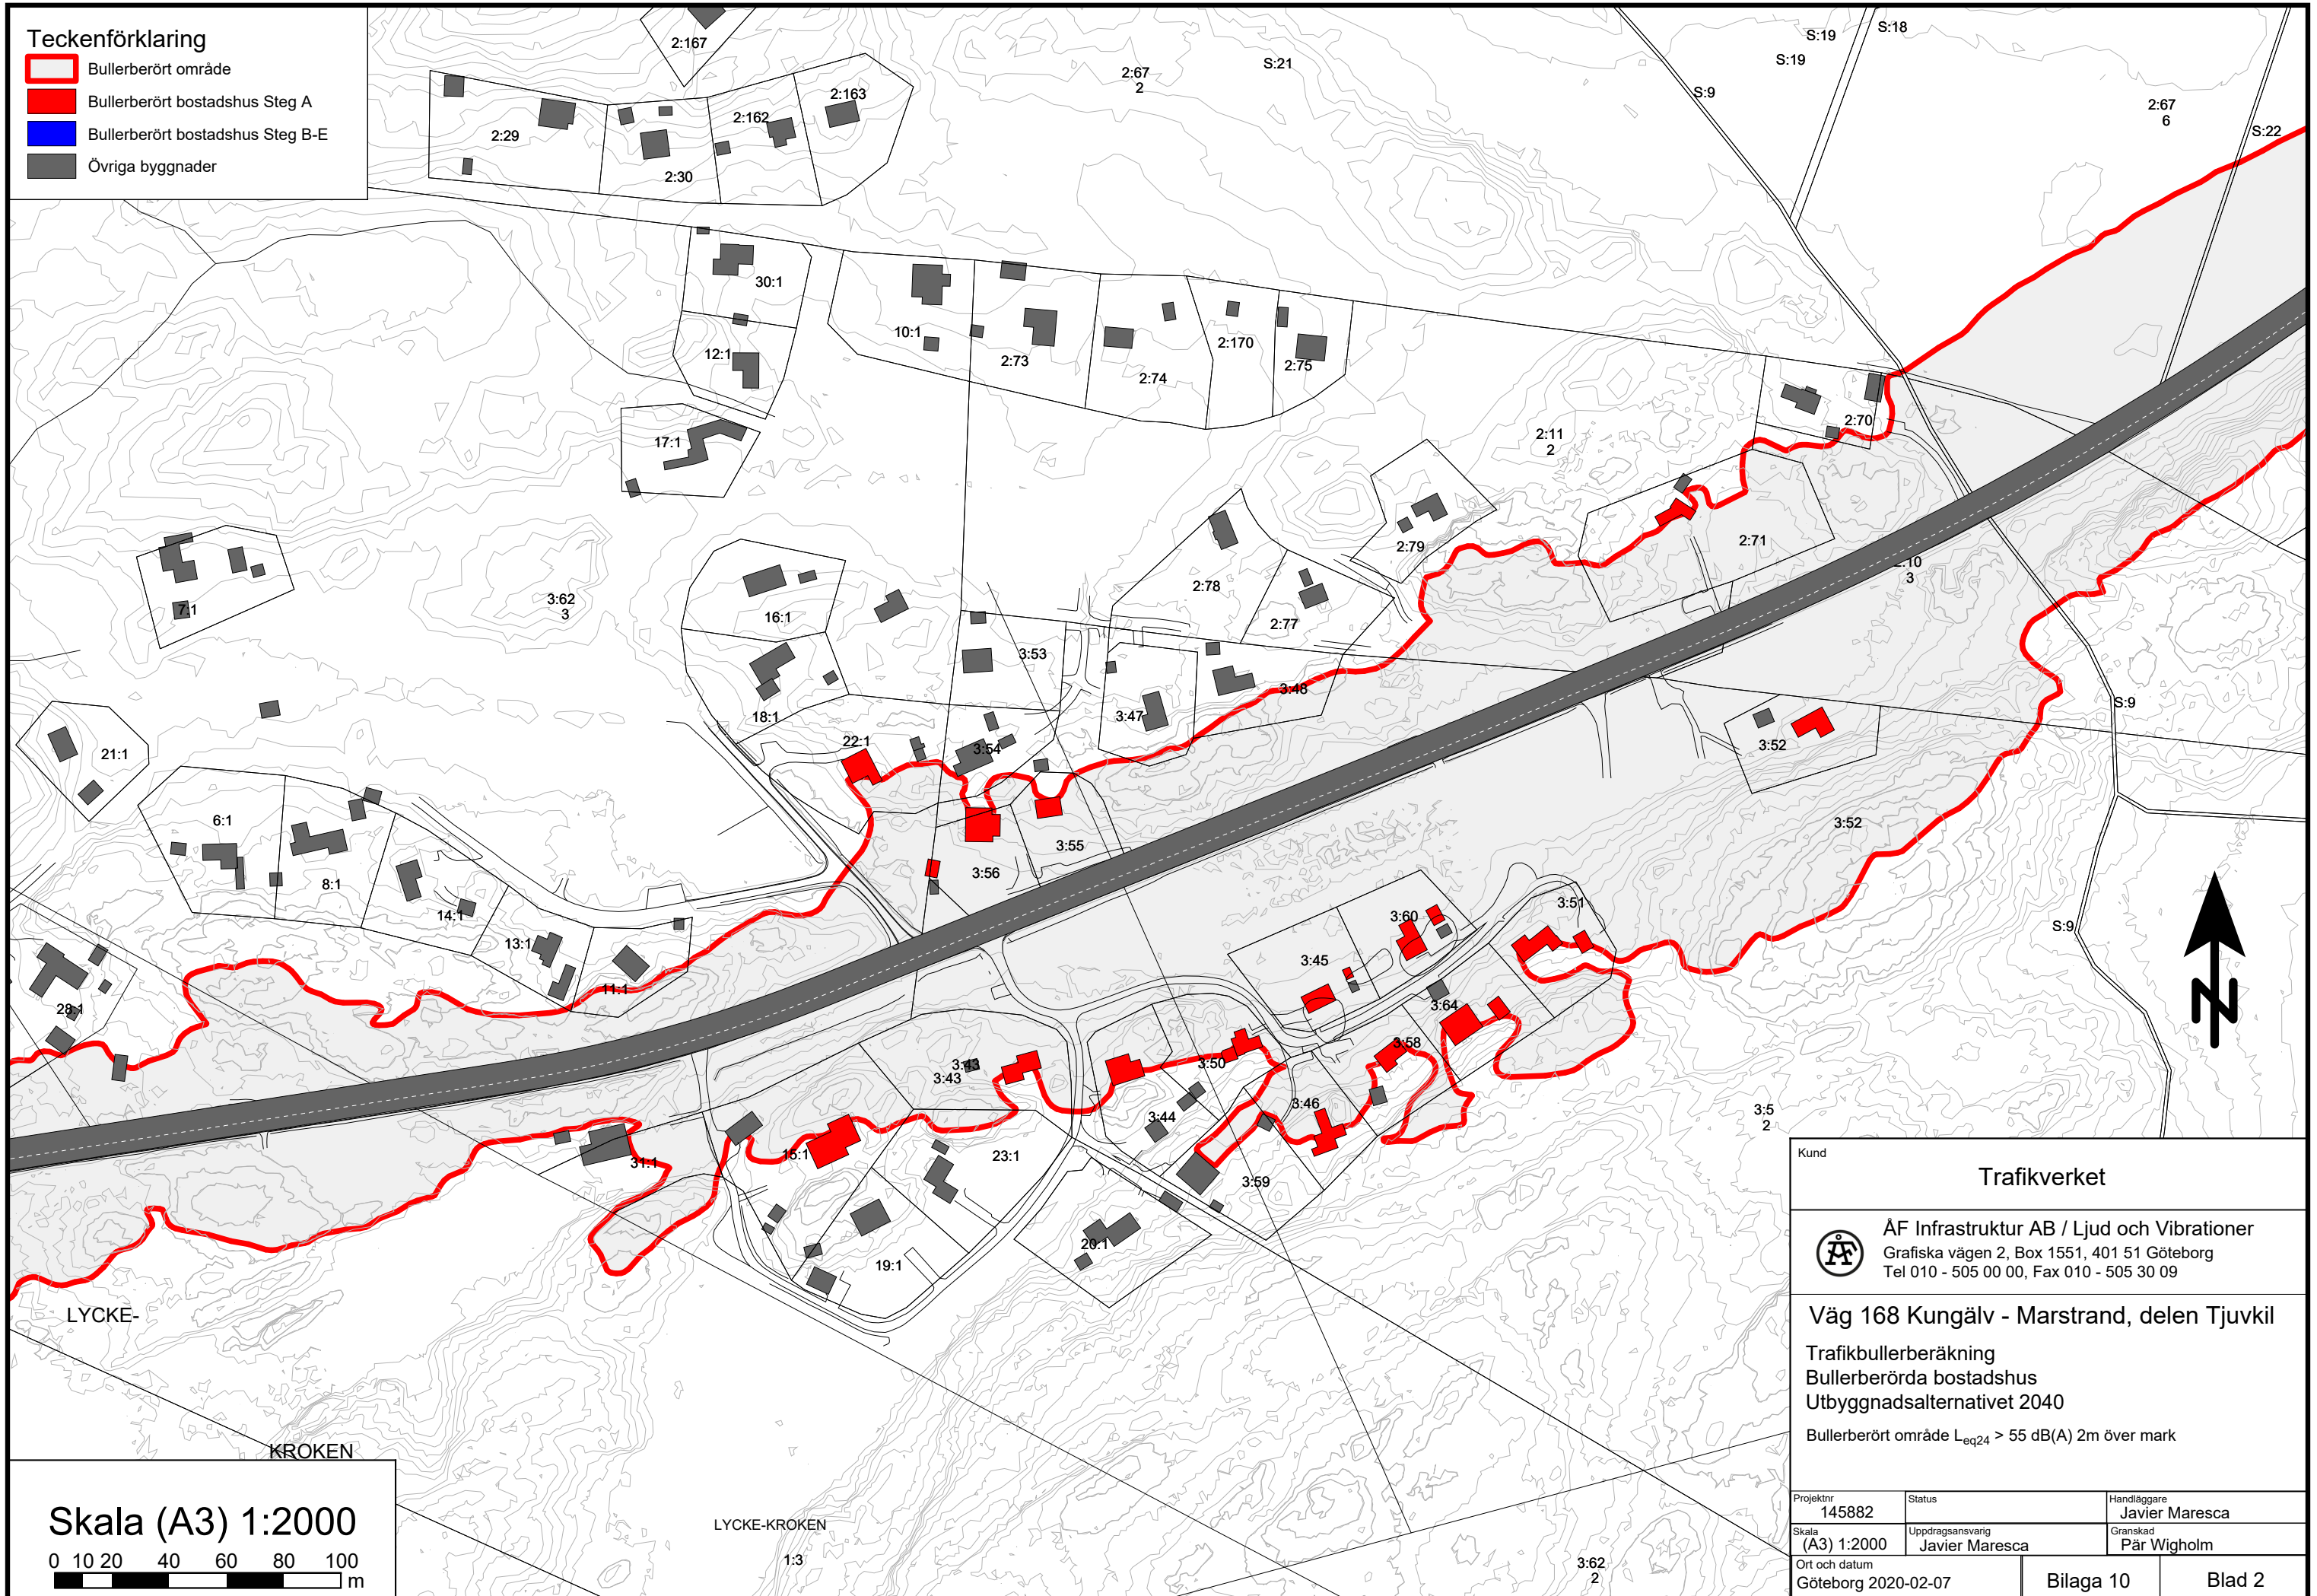 Teckenförklaring
Bullerberört område
Bullerberört bostadshus Steg A
Bullerberört bostadshus Steg B-E
Övriga byggnader
2:167
2:29
2:30
2:162
2:163
2:67
2
S:21
S:19
S:19
S:18
S:9
2:67
6
S:22
30:1
12:1
10:1
2:73
2:74
2:170
2:75
17:1
2:11
2
2:70
2:71
2:79
2:10
3
7:1
3:62
3
16:1
2:78
2:77
3:53
18:1
3:47
3:48
S:9
21:1
22:1
3:54
3:52
6:1
8:1
14:1
13:1
11:1
3:55
3:56
3:52
3:51
3:60
3:45
3:64
S:9
28:1
3:43
3:43
3:50
3:58
3:44
3:46
3:5
2
31:1
15:1
23:1
3:59
20:1
19:1
LYCKE-
KROKEN
LYCKE-KROKEN
1:3
3:62
2
Skala (A3) 1:2000
0 10 20 40 60 80 100
m
N
Kund
Trafikverket
ÅF
ÅF Infrastruktur AB / Ljud och Vibrationer
Grafiska vägen 2, Box 1551, 401 51 Göteborg
Tel 010 - 505 00 00, Fax 010 - 505 30 09
Väg 168 Kungälv - Marstrand, delen Tjuvkil
Trafikbullerberäkning
Bullerberörda bostadshus
Utbyggnadsalternativet 2040
Bullerberört område Leq24 > 55 dB(A) 2m över mark
Projektnr
145882
Status
Handläggare
Javier Maresca
Skala
(A3) 1:2000
Uppdragsansvarig
Javier Maresca
Granskad
Pär Wigholm
Ort och datum
Göteborg 2020-02-07
Bilaga 10
Blad 2